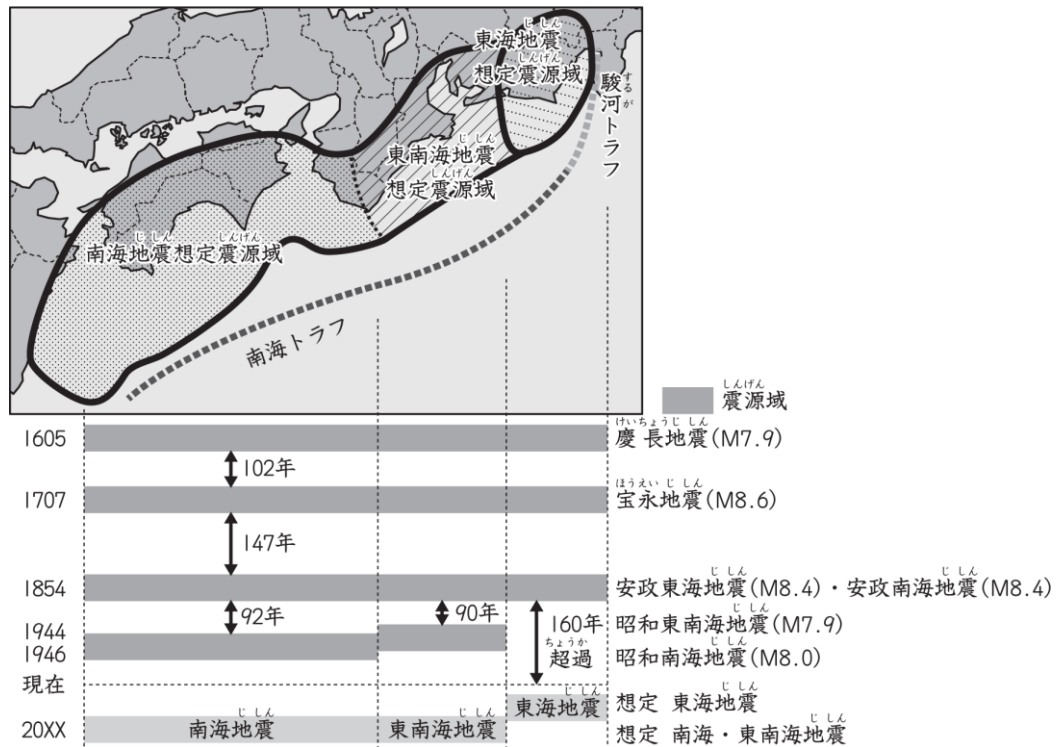 東海地震
想定震源域
駿河トラフ
東南海地震
想定震源域
南海地震想定震源域
南海トラフ
震源域
1605 慶長地震(M7.9)
102年
1707 宝永地震(M8.6)
147年
1854 安政東海地震(M8.4)・安政南海地震(M8.4)
92年 90年 160年
超過
1944 昭和東南海地震(M7.9)
1946 昭和南海地震(M8.0)
現在
東海地震 想定 東海地震
20XX 南海地震 東南海地震 想定 南海・東南海地震